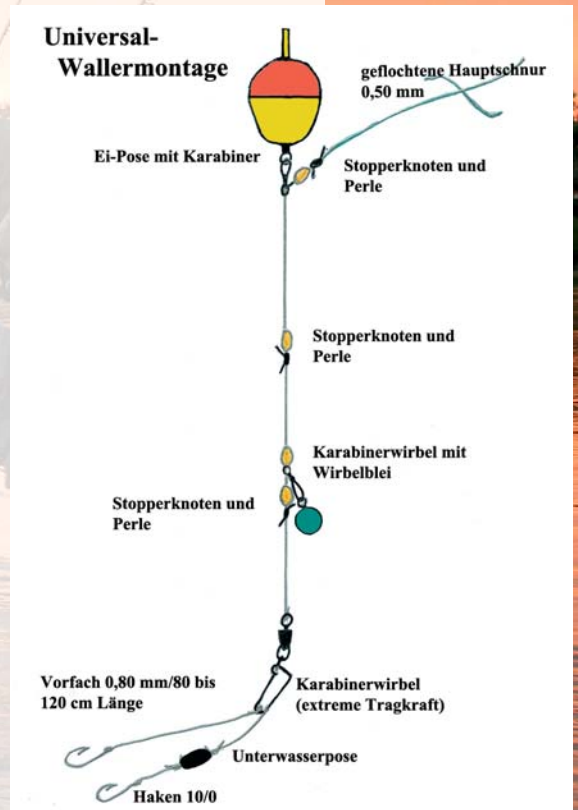 Universal-
Wallermontage
geflochtene Hauptschnur
0,50 mm
Ei-Pose mit Karabiner
Stopperknoten und
Perle
Stopperknoten und
Perle
Karabinerwirbel mit
Wirbelblei
Stopperknoten und
Perle
Vorfach 0,80 mm/80 bis
120 cm Länge
Karabinerwirbel
(extreme Tragkraft)
Unterwasserpose
Haken 10/0